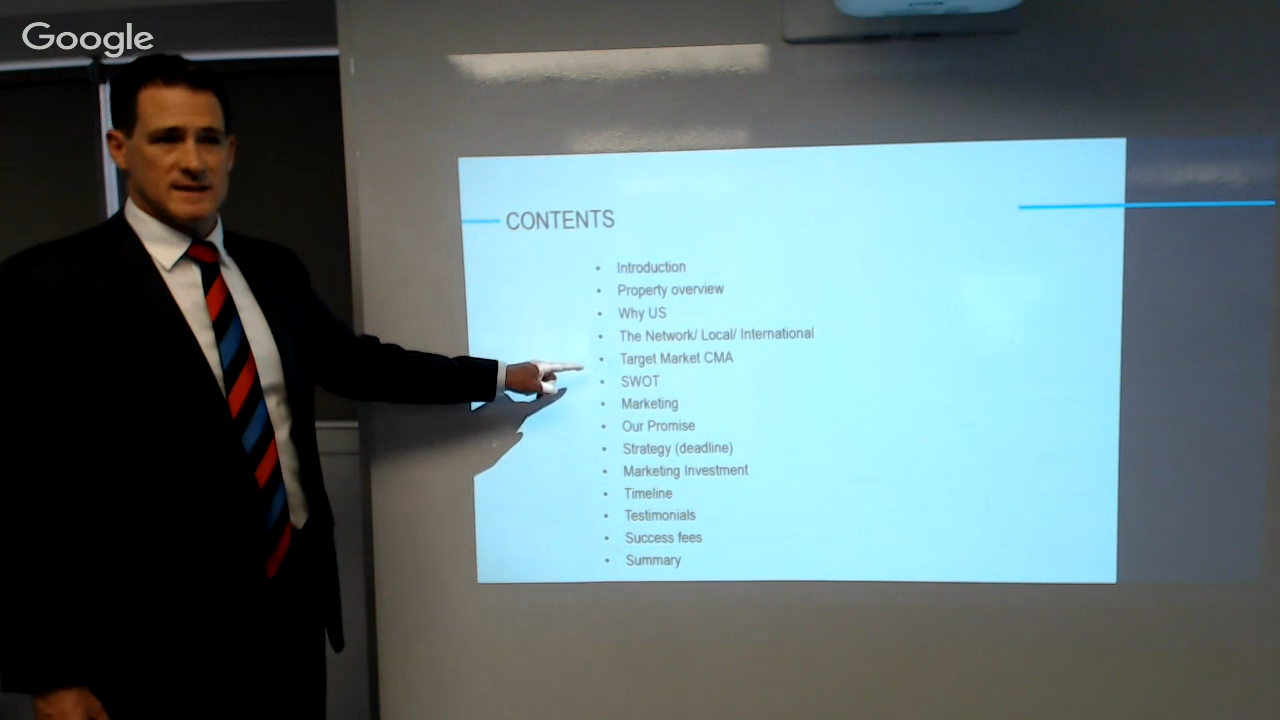 Google
CONTENTS
• Introduction
• Property overview
• Why US
• The Network/ Local/ International
• Target Market CMA
• SWOT
• Marketing
• Our Promise
• Strategy (deadline)
• Marketing Investment
• Timeline
• Testimonials
• Success fees
• Summary